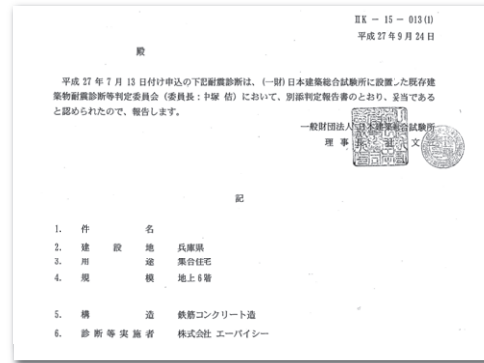 IIK － 15 － 013(1)
平成 27 年 9 月 24 日
殿
平成 27 年 7 月 13 日付け申込の下記耐震診断は、(一財) 日本建築総合試験所に設置した既存建
築物耐震診断等判定委員会（委員長：中塚 佶）において、別添判定報告書のとおり、妥当である
と認められたので、報告します。
一般財団法人 日本建築総合試験所
理 事 長 辻 文 三
記
1. 件 名
2. 建 設 地 兵庫県
3. 用 途 集合住宅
4. 規 模 地上 6 階
5. 構 造 鉄筋コンクリート造
6. 診 断 等 実 施 者 株式会社 エーバイシー